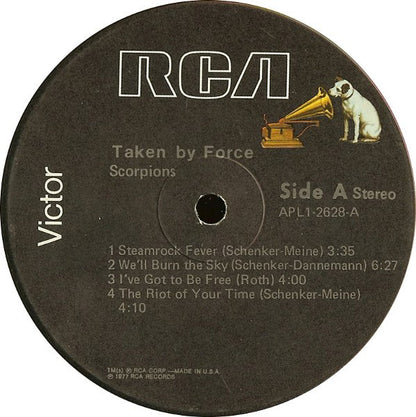 RCA
Victor
Taken by Force
Scorpions
Side A Stereo
APL1-2628-A
1 Steamrock Fever (Schenker-Meine) 3:35
2 We'll Burn the Sky (Schenker-Dannemann) 6:27
3 I've Got to Be Free (Roth) 4:00
4 The Riot of Your Time (Schenker-Meine)
4:10
TM(s) ® RCA CORP.—MADE IN U.S.A.
℗ 1977 RCA RECORDS